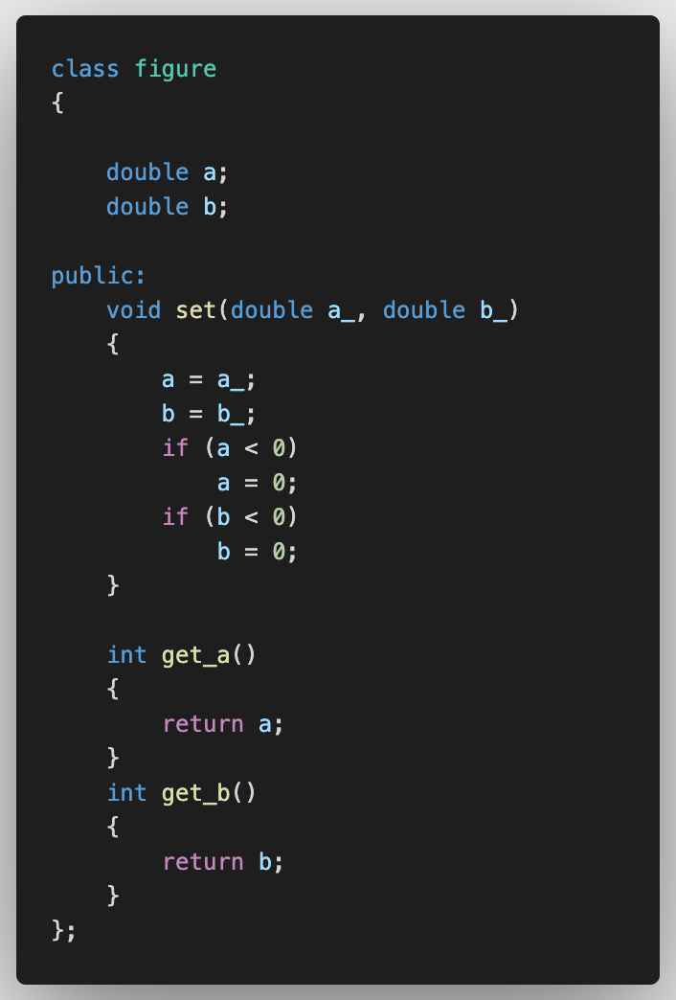 class figure
{
    double a;
    double b;
public:
    void set(double a_, double b_)
    {
        a = a_;
        b = b_;
        if (a < 0)
            a = 0;
        if (b < 0)
            b = 0;
    }
    int get_a()
    {
        return a;
    }
    int get_b()
    {
        return b;
    }
};